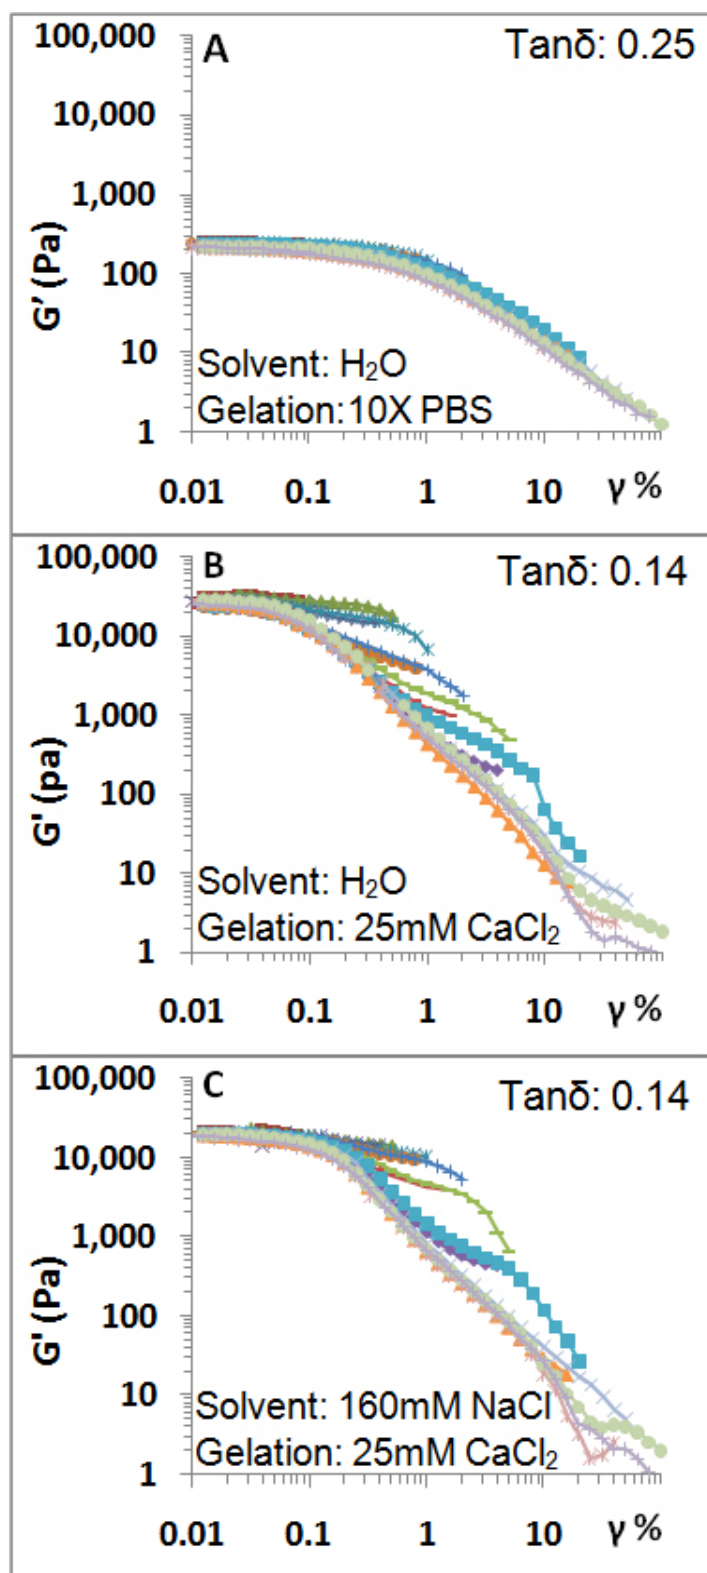 A
Tanδ: 0.25
100,000
10,000
1,000
100
10
1
G’ (Pa)
Solvent: H₂O
Gelation:10X PBS
0.01 0.1 1 10 γ %
B
Tanδ: 0.14
100,000
10,000
1,000
100
10
1
G' (pa)
Solvent: H₂O
Gelation: 25mM CaCl₂
0.01 0.1 1 10 γ %
C
Tanδ: 0.14
100,000
10,000
1,000
100
10
1
G' (Pa)
Solvent: 160mM NaCl
Gelation: 25mM CaCl₂
0.01 0.1 1 10 γ %